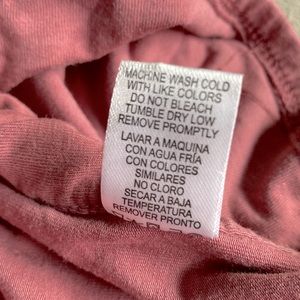 MACHINE WASH COLD
WITH LIKE COLORS
DO NOT BLEACH
TUMBLE DRY LOW
REMOVE PROMPTLY
LAVAR A MAQUINA
CON AGUA FRÍA
CON COLORES
SIMILARES
NO CLORO
SECAR A BAJA
TEMPERATURA
REMOVER PRONTO